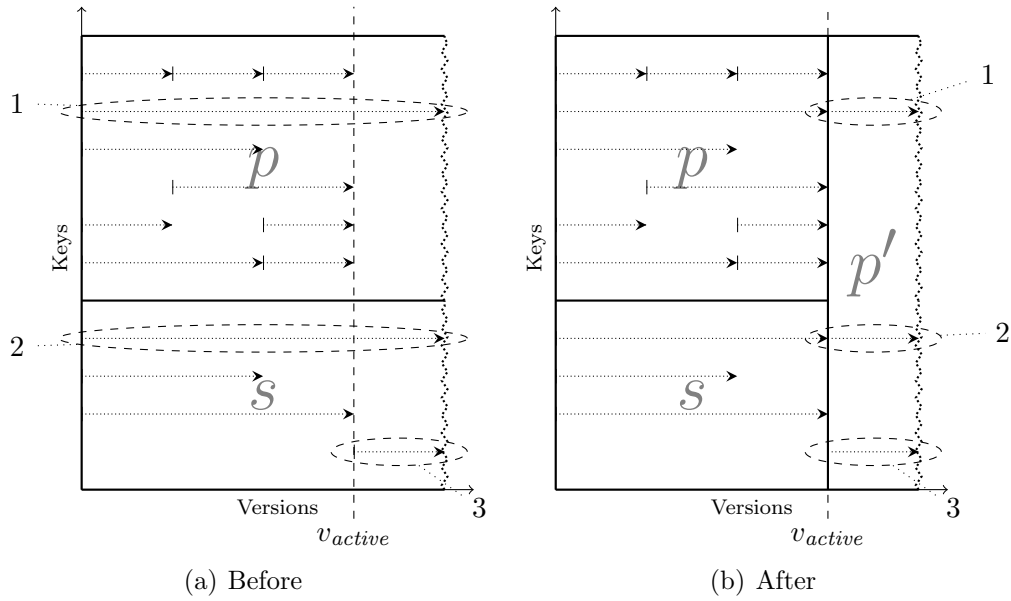 1
p
Keys
2
s
3
Versions
v_active
(a) Before
1
p
p′
Keys
2
s
3
Versions
v_active
(b) After